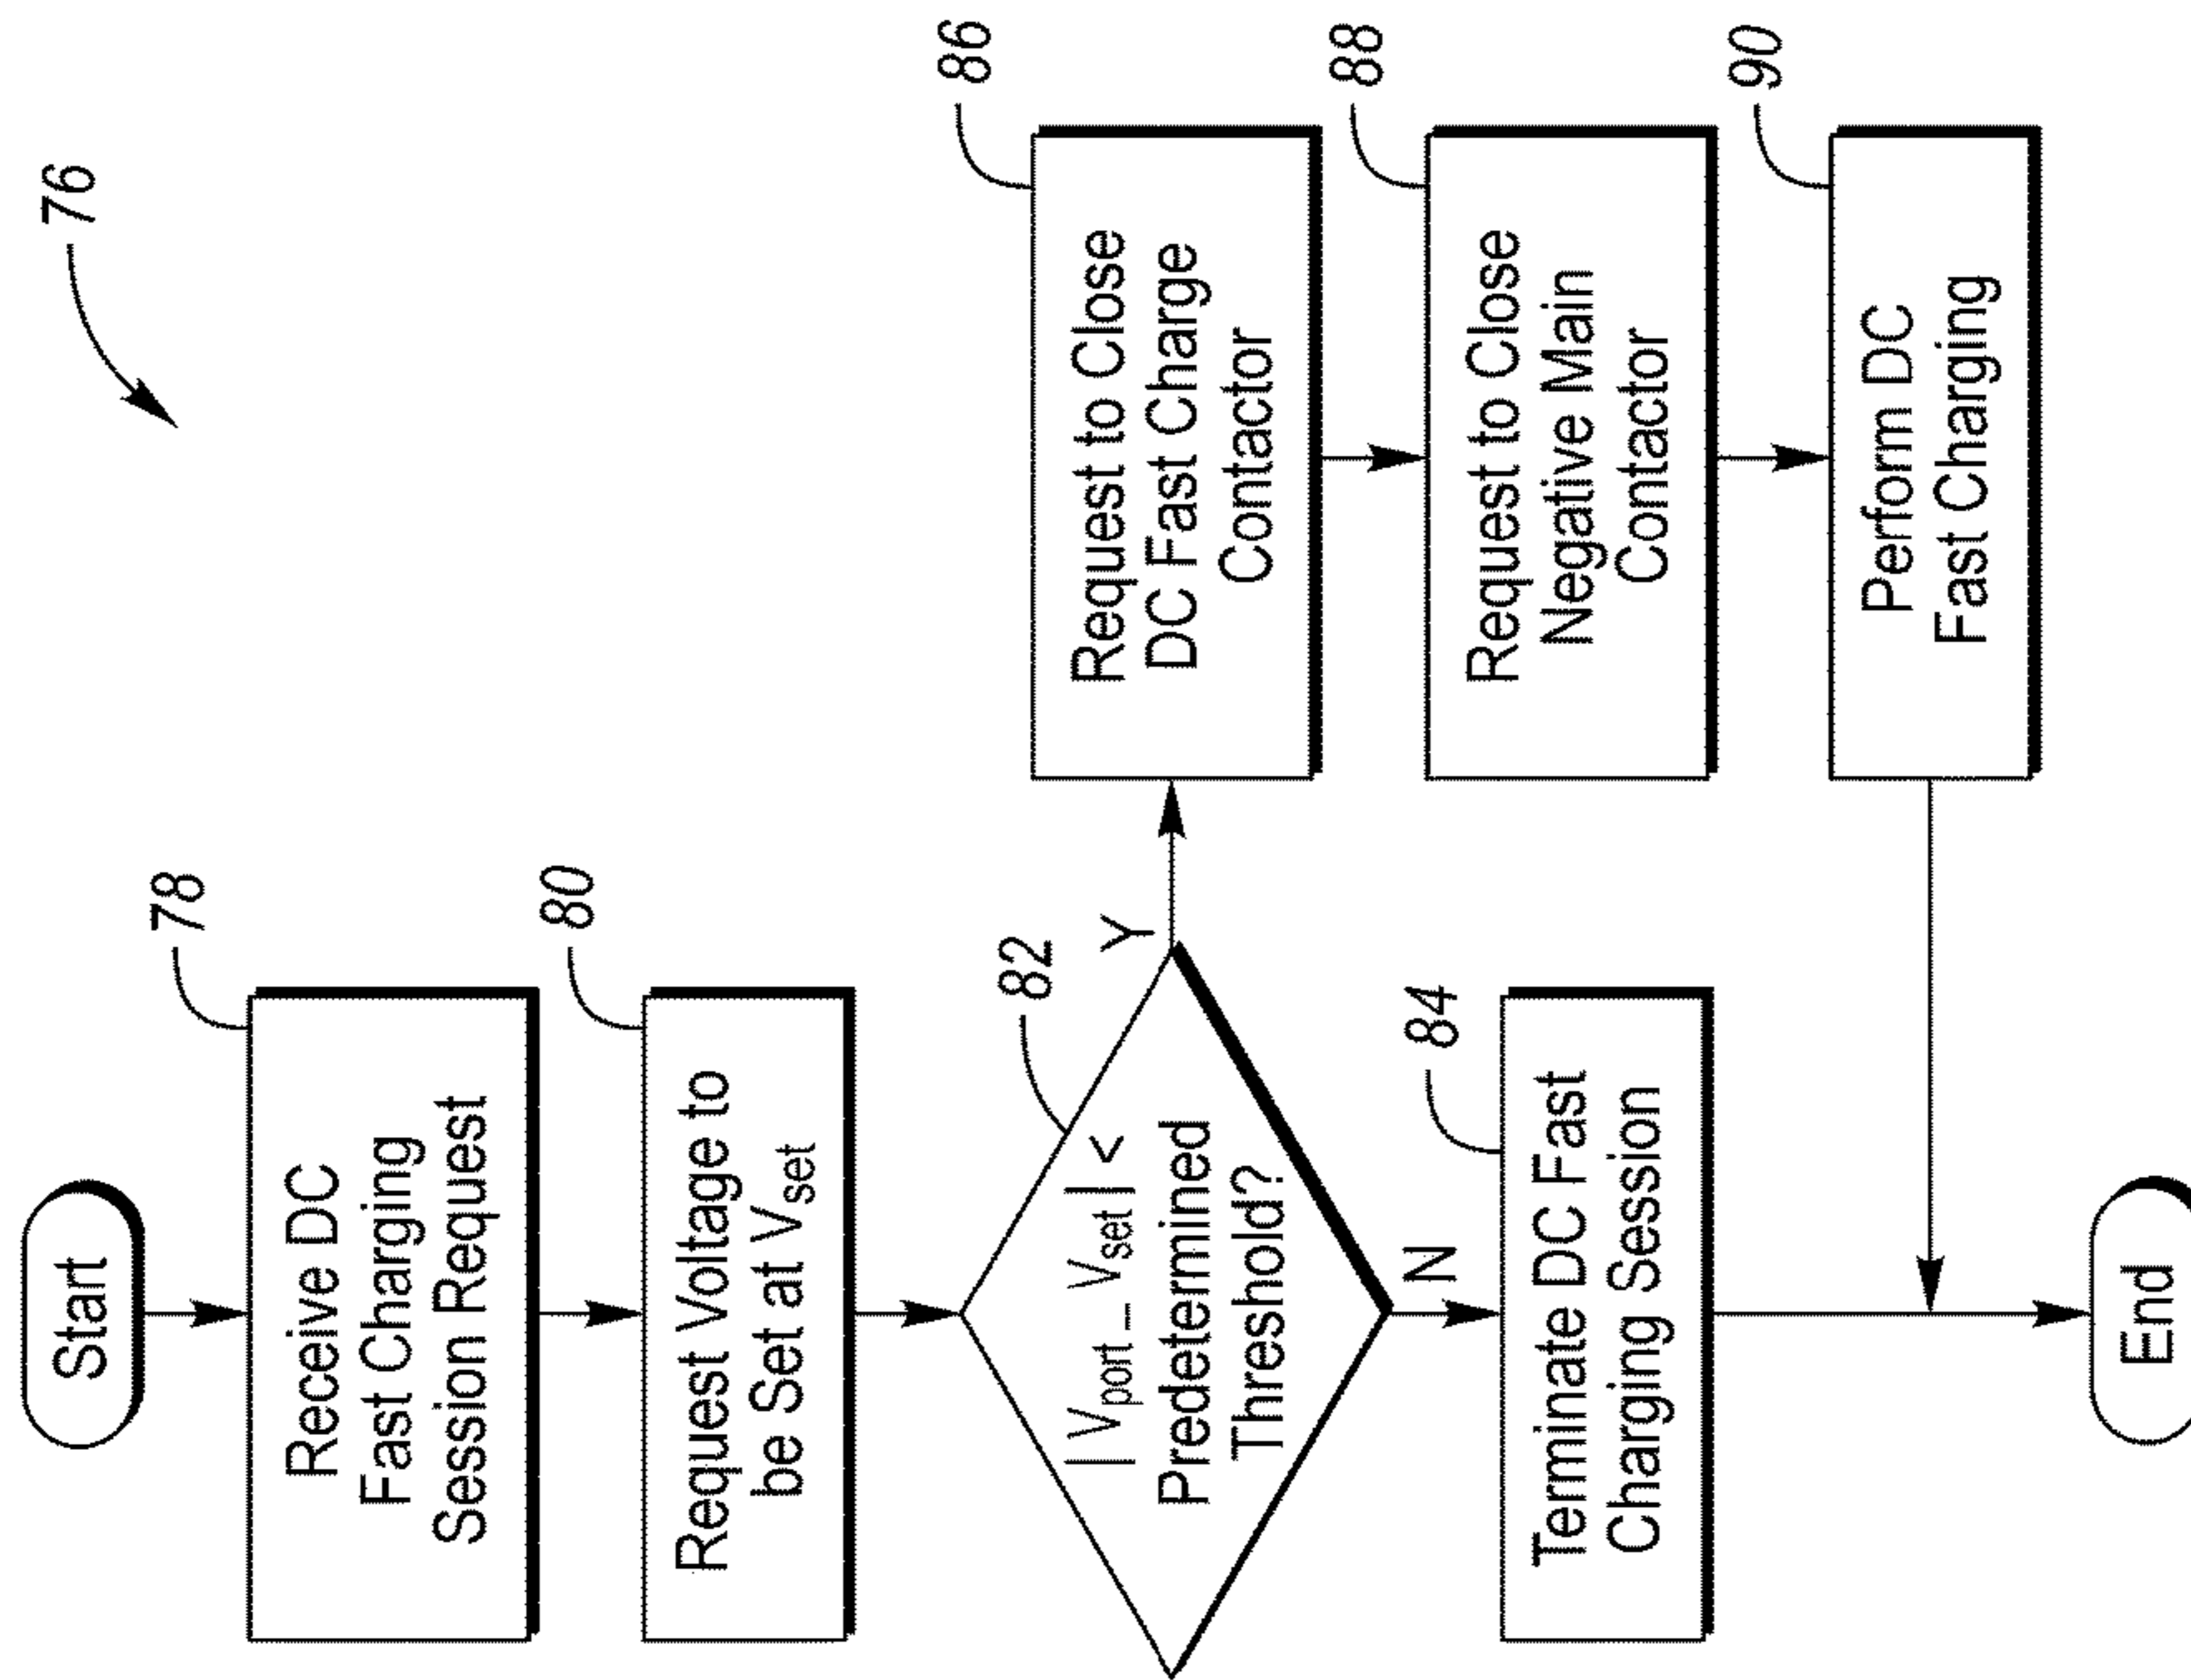 76
Start
78
Receive DC
Fast Charging
Session Request
80
Request Voltage to
be Set at Vset
82
| Vport – Vset | <
Predetermined
Threshold?
Y
N
84
Terminate DC Fast
Charging Session
86
Request to Close
DC Fast Charge
Contactor
88
Request to Close
Negative Main
Contactor
90
Perform DC
Fast Charging
End